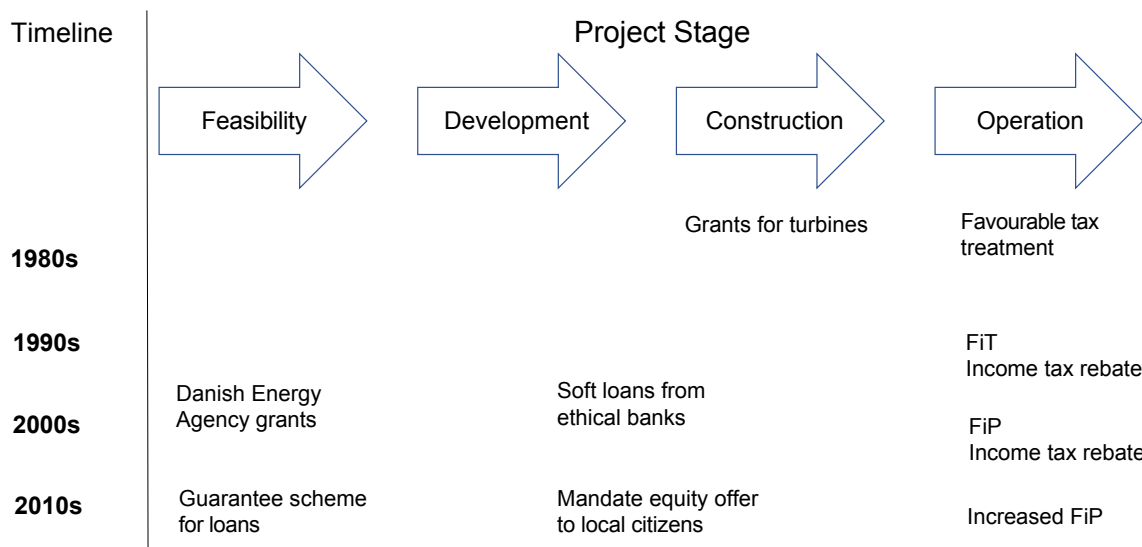 Timeline
Project Stage
Feasibility
Development
Construction
Operation
1980s
Grants for turbines
Favourable tax
treatment
1990s
FiT
Income tax rebate
Danish Energy
Agency grants
Soft loans from
ethical banks
2000s
FiP
Income tax rebate
2010s
Guarantee scheme
for loans
Mandate equity offer
to local citizens
Increased FiP